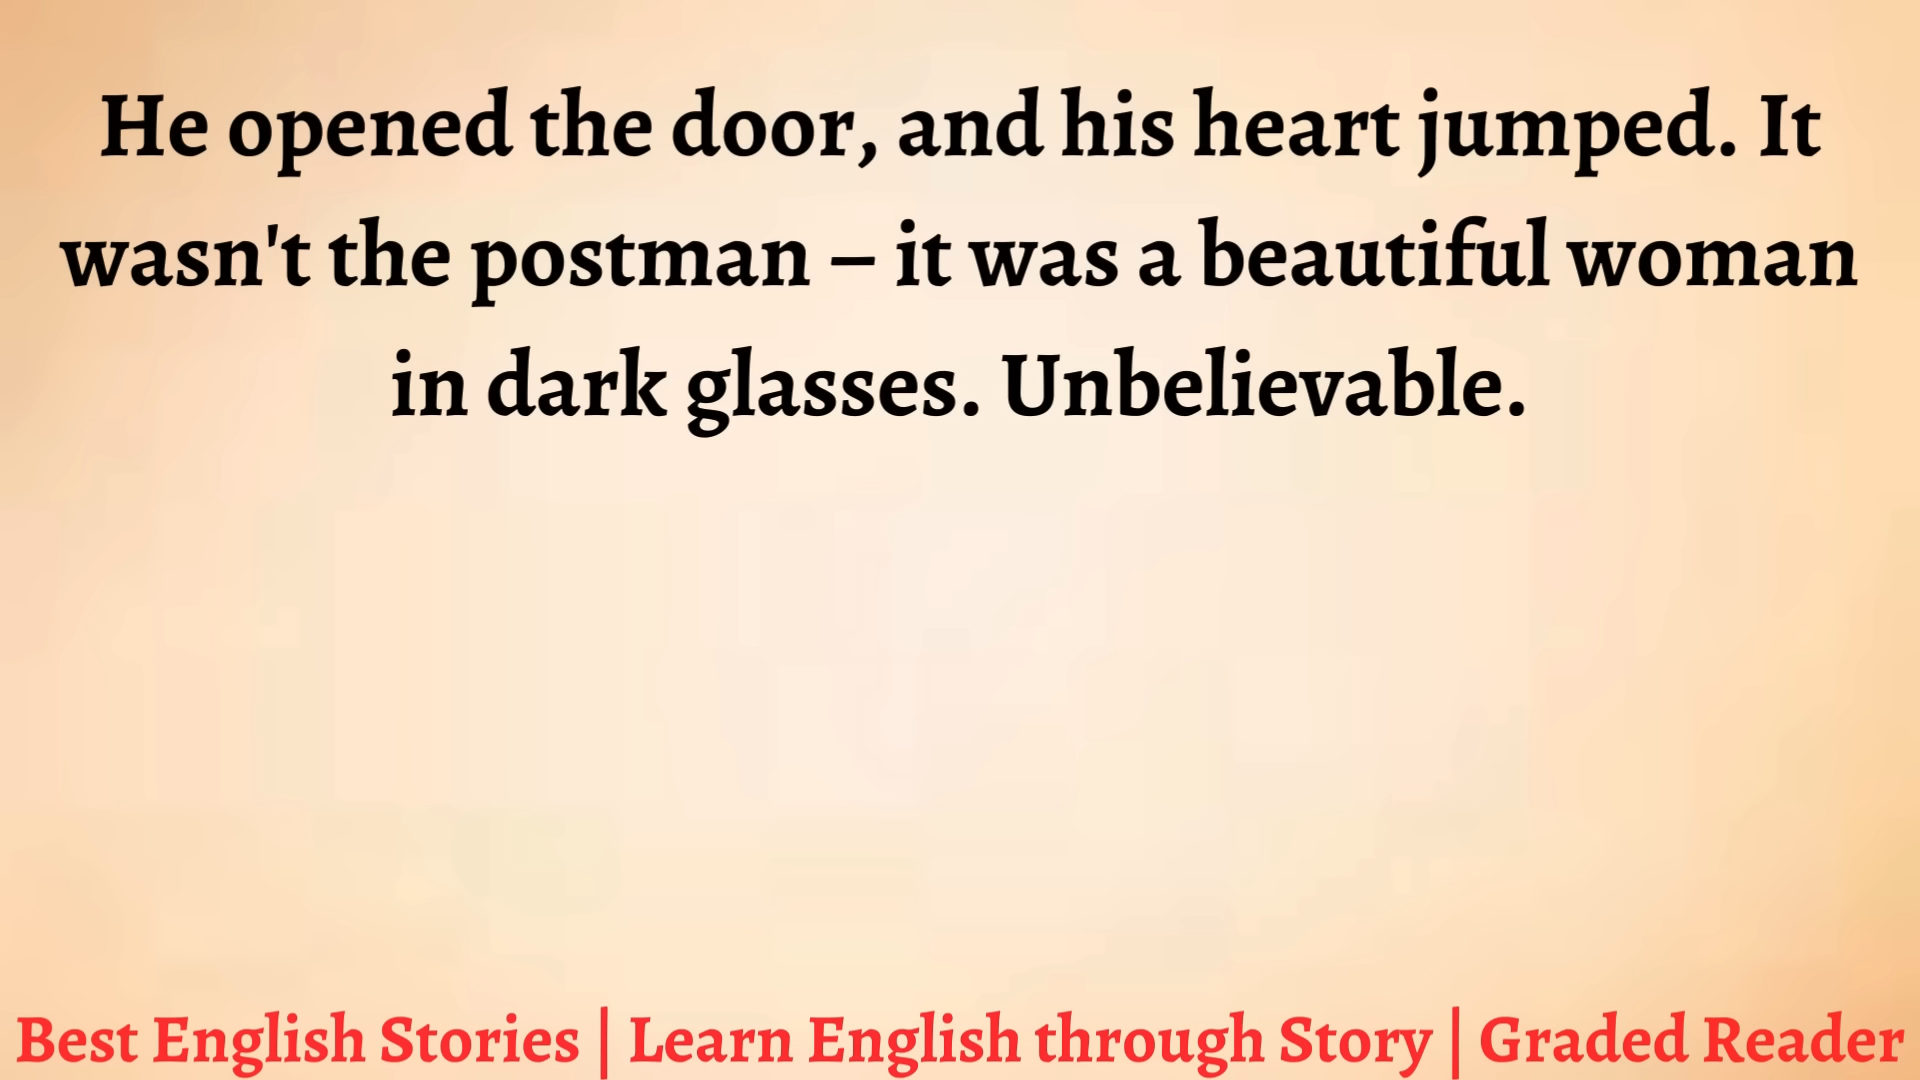 He opened the door, and his heart jumped. It
wasn't the postman – it was a beautiful woman
in dark glasses. Unbelievable.
Best English Stories | Learn English through Story | Graded Reader